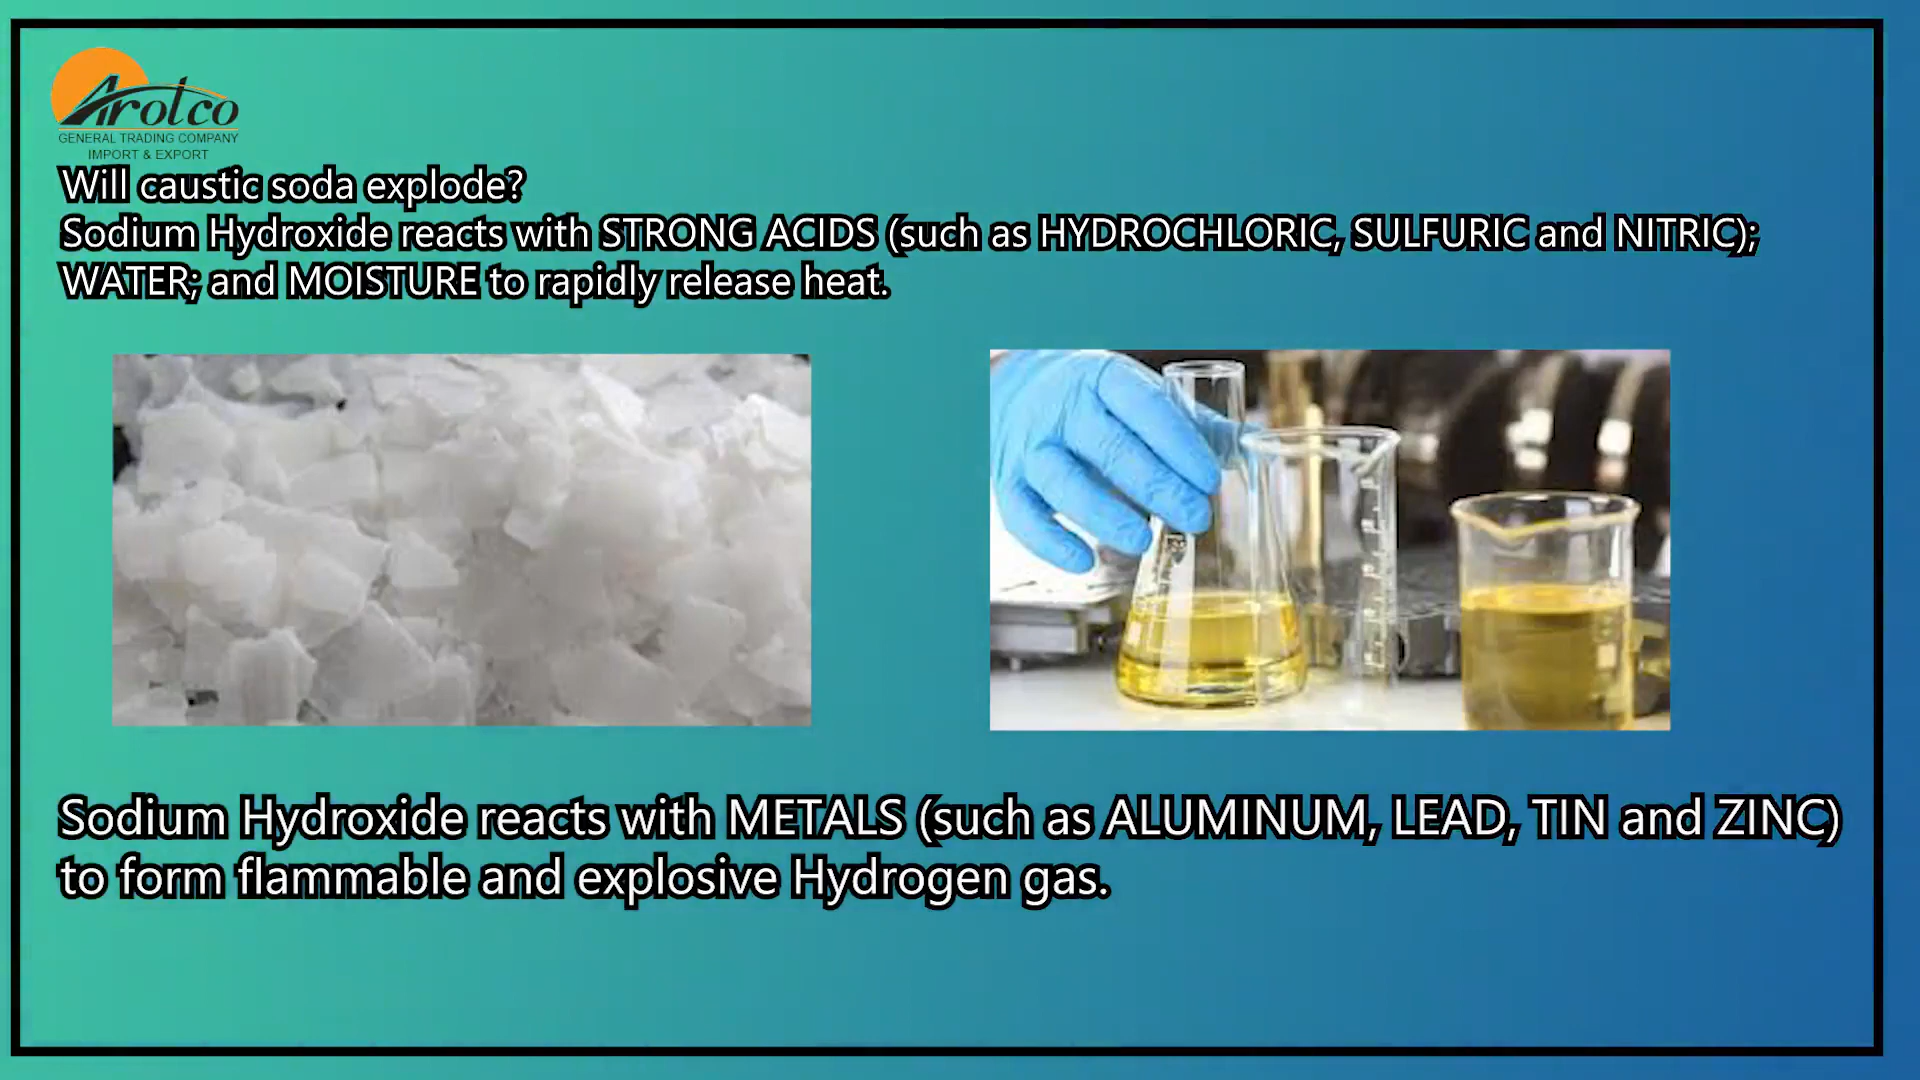 Arotco
GENERAL TRADING COMPANY
IMPORT & EXPORT
Will caustic soda explode?
Sodium Hydroxide reacts with STRONG ACIDS (such as HYDROCHLORIC, SULFURIC and NITRIC);
WATER; and MOISTURE to rapidly release heat.
Sodium Hydroxide reacts with METALS (such as ALUMINUM, LEAD, TIN and ZINC)
to form flammable and explosive Hydrogen gas.